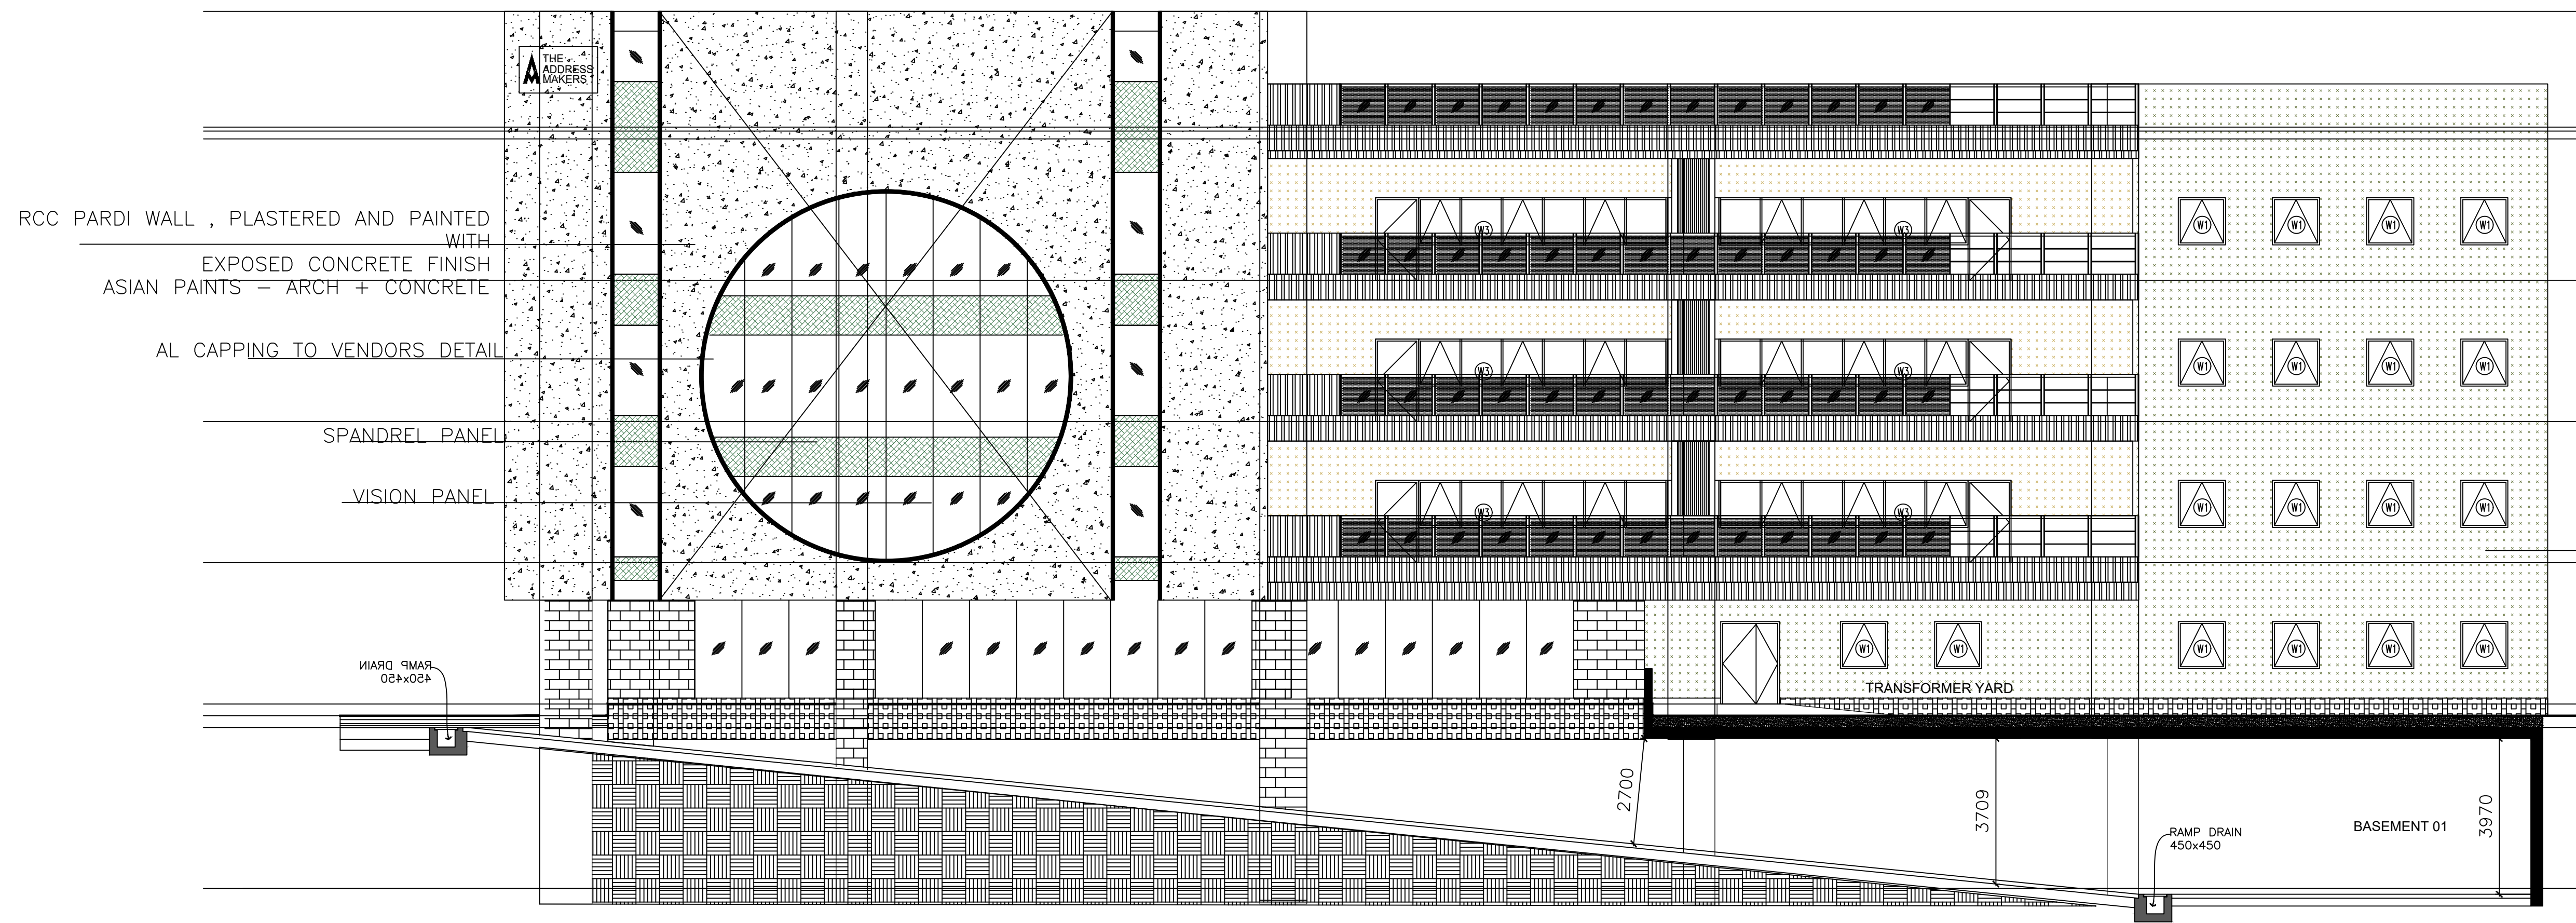 THE
ADDRESS
MAKERS
RCC PARDI WALL , PLASTERED AND PAINTED
WITH
EXPOSED CONCRETE FINISH
ASIAN PAINTS – ARCH + CONCRETE
AL CAPPING TO VENDORS DETAIL
SPANDREL PANEL
VISION PANEL
W3 W3 W1 W1 W1 W1
W3 W3 W1 W1 W1 W1
W3 W3 W1 W1 W1 W1
W1 W1 W1 W1 W1 W1
RAMP DRAIN
450x450
TRANSFORMER YARD
2700
3709
3970
BASEMENT 01
RAMP DRAIN
450x450